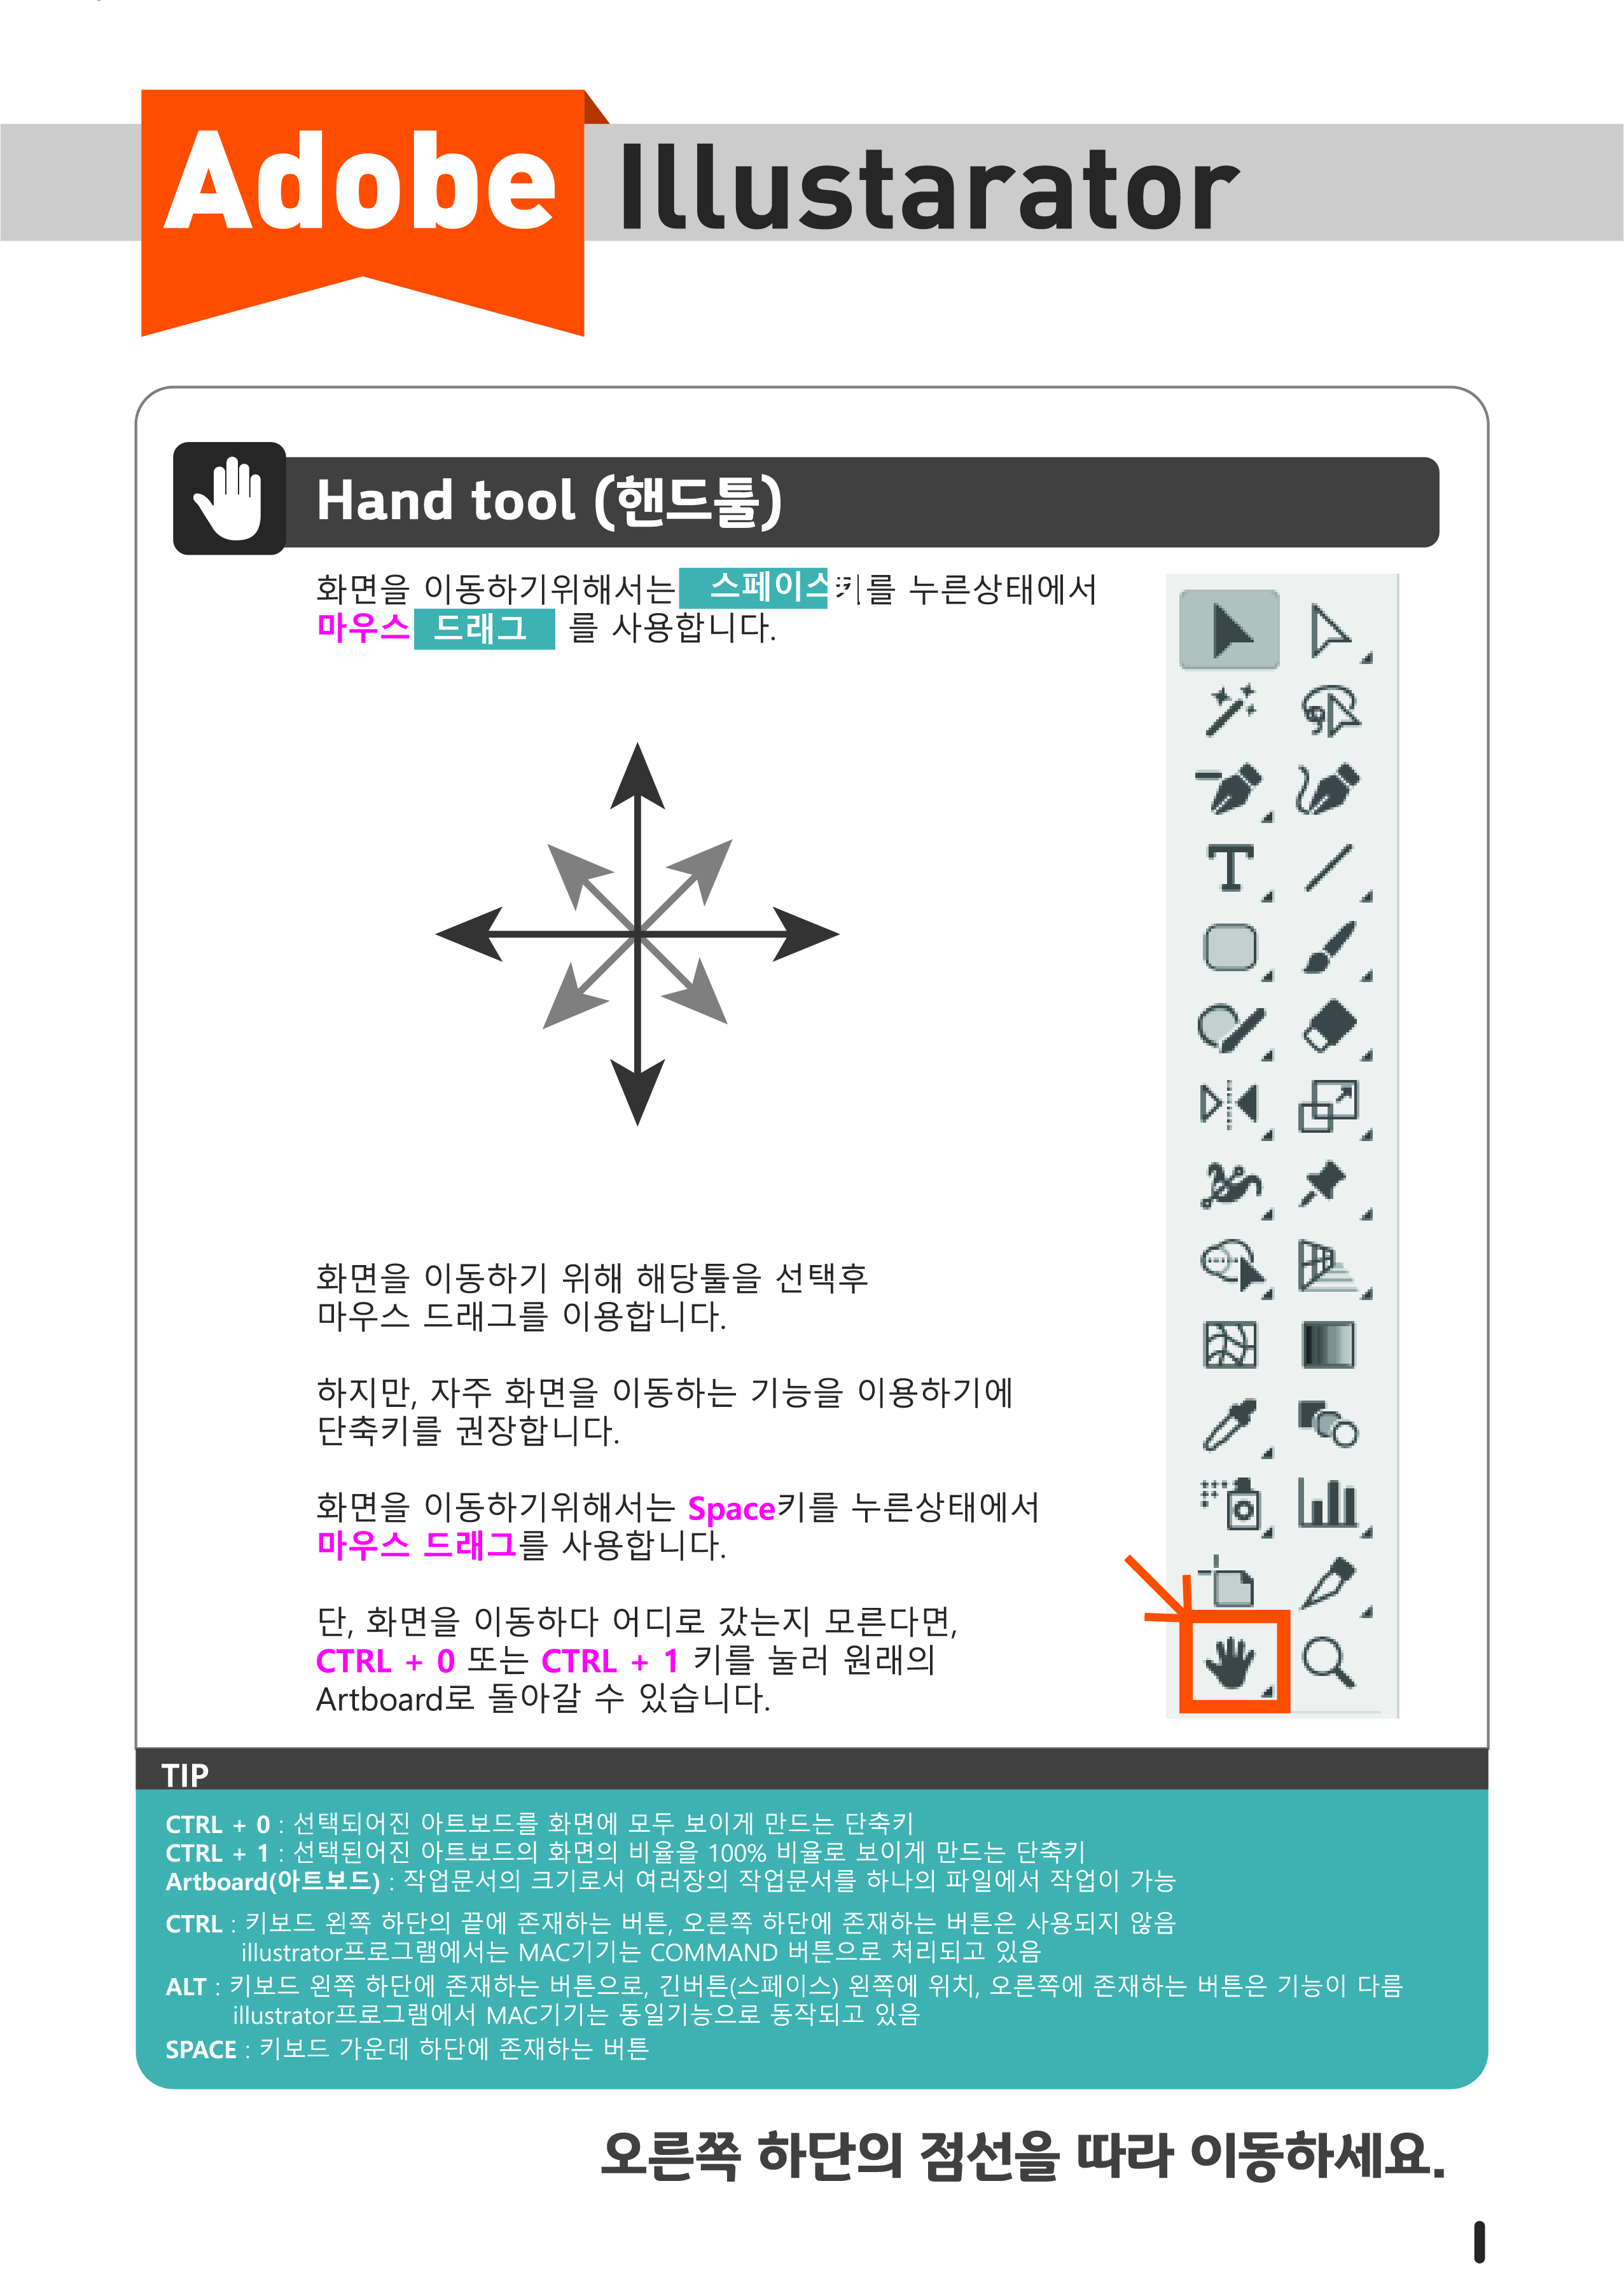 Adobe Illustarator
Hand tool (핸드툴)
화면을 이동하기위해서는 스페이스키를 누른상태에서
마우스 드래그 를 사용합니다.
화면을 이동하기 위해 해당툴을 선택후
마우스 드래그를 이용합니다.
하지만, 자주 화면을 이동하는 기능을 이용하기에
단축키를 권장합니다.
화면을 이동하기위해서는 Space키를 누른상태에서
마우스 드래그를 사용합니다.
단, 화면을 이동하다 어디로 갔는지 모른다면,
CTRL + 0 또는 CTRL + 1 키를 눌러 원래의
Artboard로 돌아갈 수 있습니다.
TIP
CTRL + 0 : 선택되어진 아트보드를 화면에 모두 보이게 만드는 단축키
CTRL + 1 : 선택된어진 아트보드의 화면의 비율을 100% 비율로 보이게 만드는 단축키
Artboard(아트보드) : 작업문서의 크기로서 여러장의 작업문서를 하나의 파일에서 작업이 가능
CTRL : 키보드 왼쪽 하단의 끝에 존재하는 버튼, 오른쪽 하단에 존재하는 버튼은 사용되지 않음
illustrator프로그램에서는 MAC기기는 COMMAND 버튼으로 처리되고 있음
ALT : 키보드 왼쪽 하단에 존재하는 버튼으로, 긴버튼(스페이스) 왼쪽에 위치, 오른쪽에 존재하는 버튼은 기능이 다름
illustrator프로그램에서 MAC기기는 동일기능으로 동작되고 있음
SPACE : 키보드 가운데 하단에 존재하는 버튼
오른쪽 하단의 점선을 따라 이동하세요.